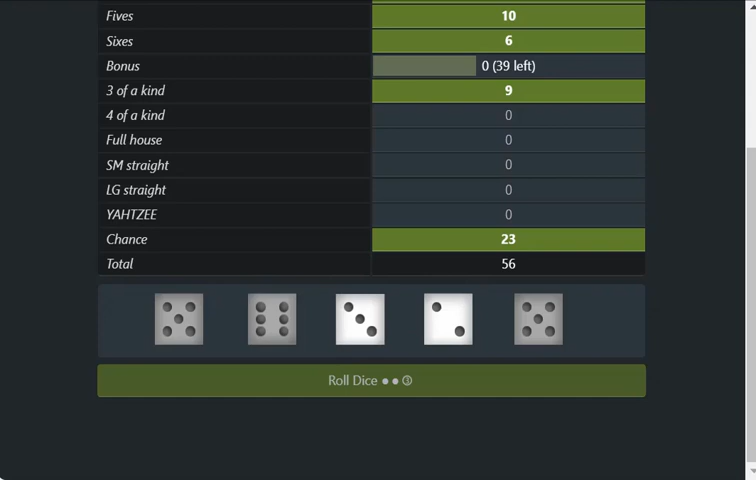 Fives 10
Sixes 6
Bonus 0 (39 left)
3 of a kind 9
4 of a kind 0
Full house 0
SM straight 0
LG straight 0
YAHTZEE 0
Chance 23
Total 56
Roll Dice ● ● ③